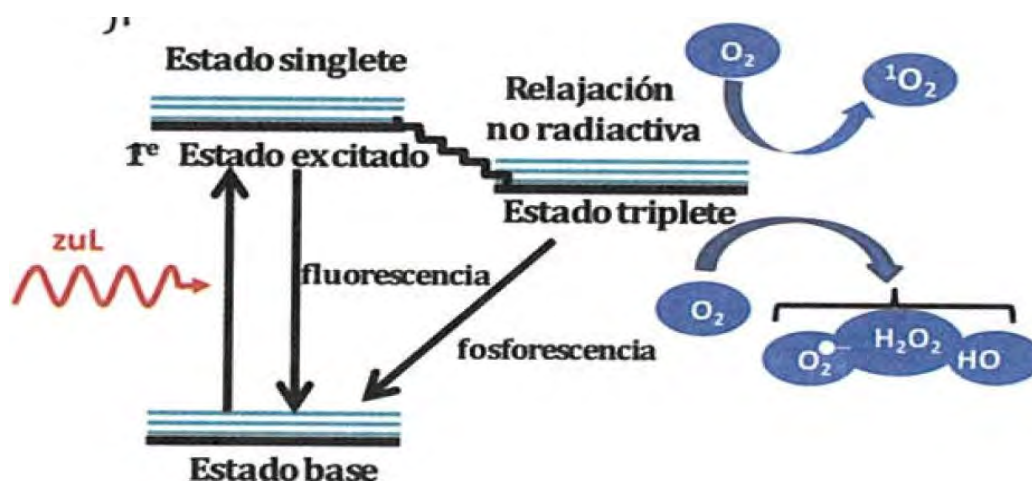 Estado singlete
O₂
¹O₂
Relajación
no radiactiva
1ᵉ Estado excitado
Estado triplete
zuL
fluorescencia
O₂
fosforescencia
O₂•−
H₂O₂
HO
Estado base